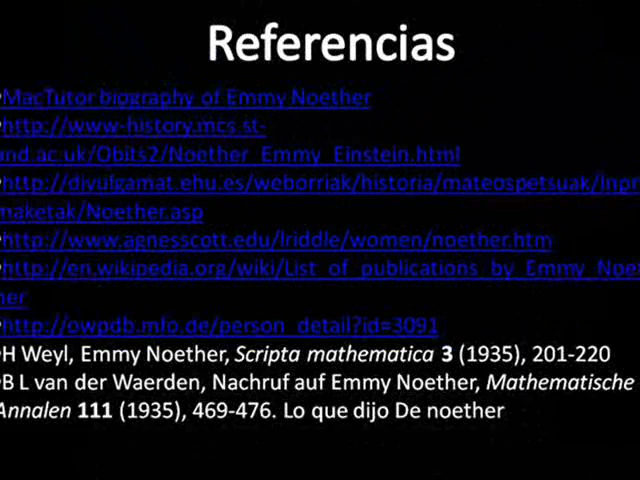 Referencias
•MacTutor biography of Emmy Noether
•http://www-history.mcs.st-
and.ac.uk/Obits2/Noether_Emmy_Einstein.html
•http://divulgamat.ehu.es/weborriak/historia/mateospetsuak/Inpr
maketak/Noether.asp
•http://www.agnesscott.edu/lriddle/women/noether.htm
•http://en.wikipedia.org/wiki/List_of_publications_by_Emmy_Noet
her
•http://owpdb.mfo.de/person_detail?id=3091
•H Weyl, Emmy Noether, Scripta mathematica 3 (1935), 201-220
•B L van der Waerden, Nachruf auf Emmy Noether, Mathematische
Annalen 111 (1935), 469-476. Lo que dijo De noether